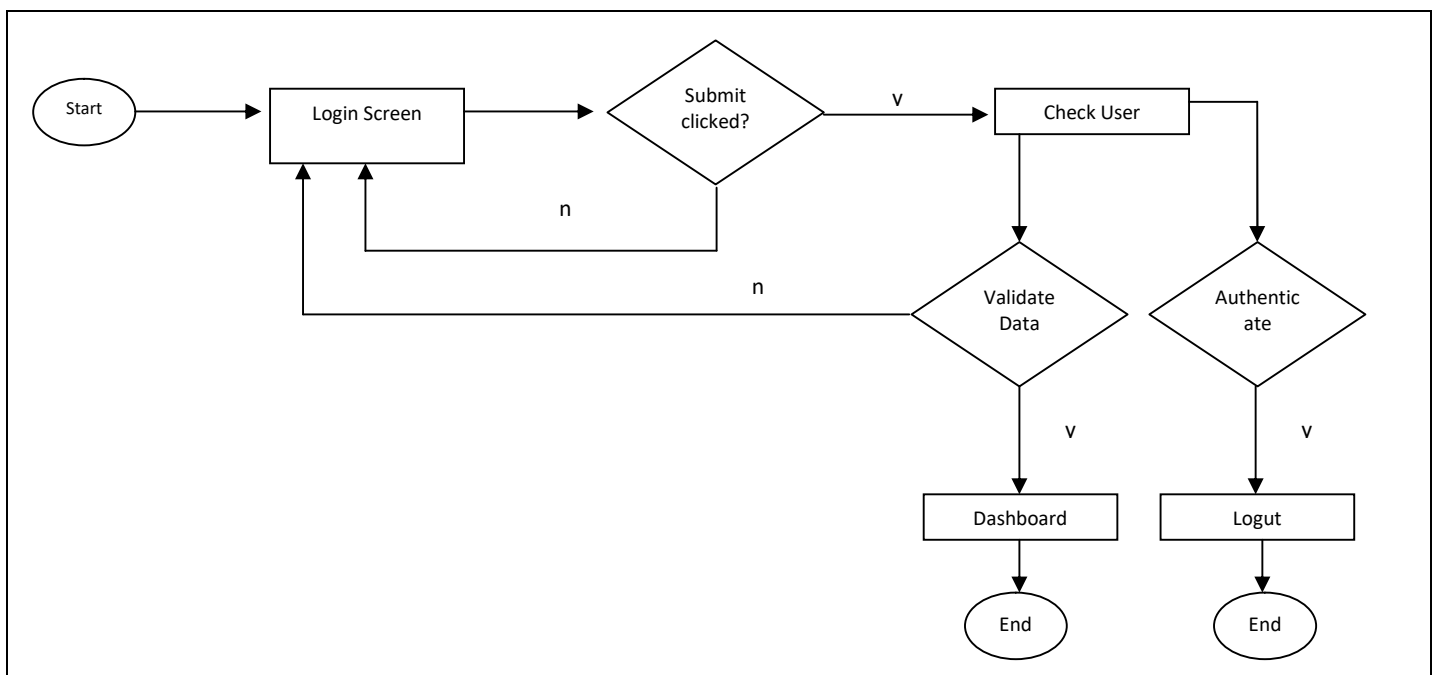 Start
Login Screen
Submit
clicked?
v
Check User
n
n
Validate
Data
Authentic
ate
v
v
Dashboard
Logut
End
End